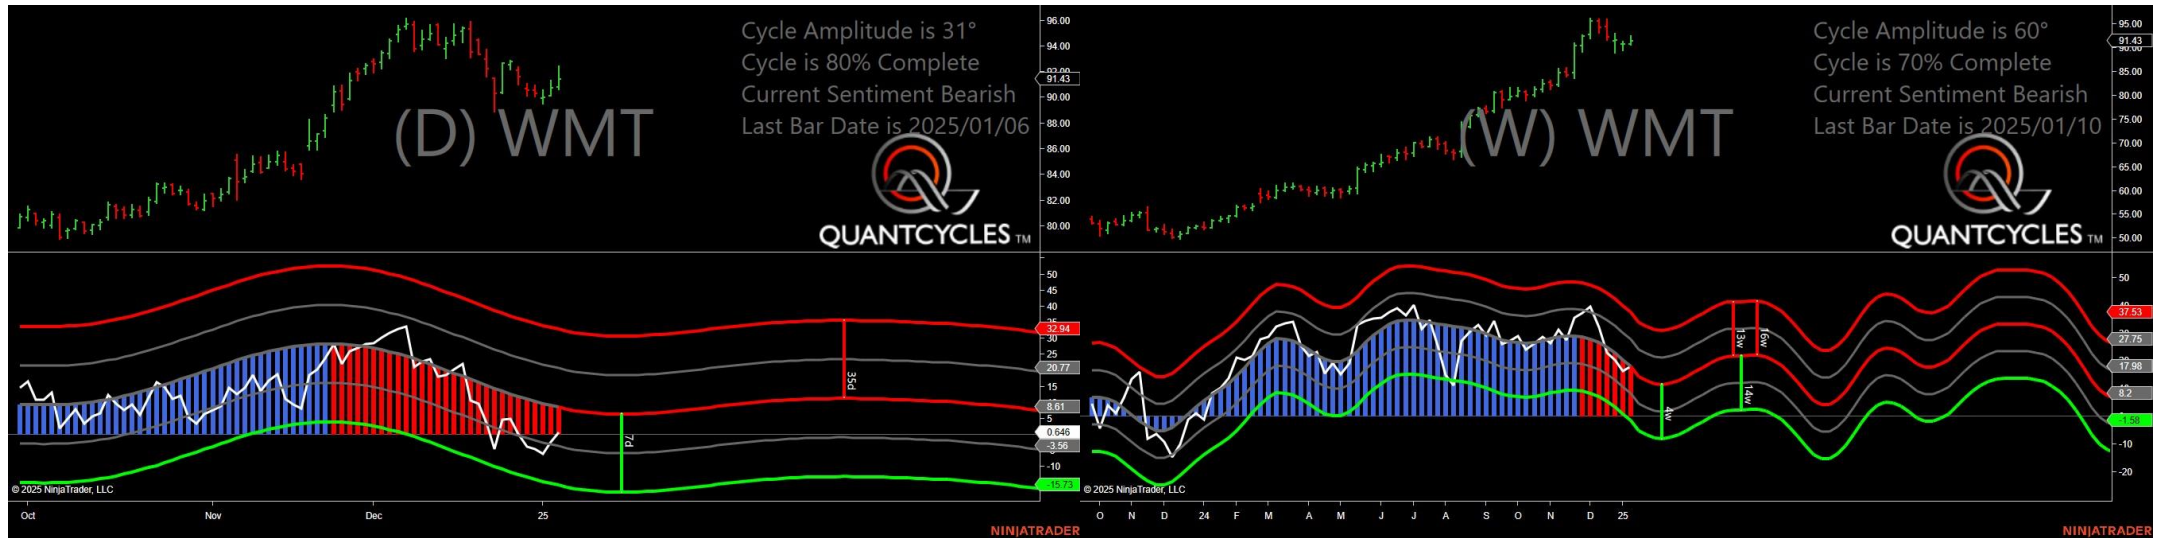 Cycle Amplitude is 31°
Cycle is 80% Complete
Current Sentiment Bearish
Last Bar Date is 2025/01/06
(D) WMT
QUANTCYCLES TM
96.00
94.00
91.43
90.00
88.00
86.00
84.00
82.00
80.00
50
45
40
32.94
30
25
20.77
15
8.61
5
0.646
-3.56
-10
-15.73
35d
7d
© 2025 NinjaTrader, LLC
Oct Nov Dec 25
NINJATRADER
Cycle Amplitude is 60°
Cycle is 70% Complete
Current Sentiment Bearish
Last Bar Date is 2025/01/10
(W) WMT
QUANTCYCLES TM
95.00
91.43
90.00
85.00
80.00
75.00
70.00
65.00
60.00
55.00
50.00
50
37.53
27.75
17.98
8.2
-1.58
-10
-20
13w
16w
14w
4w
© 2025 NinjaTrader, LLC
O N D 24 F M A M J J A S O N D 25
NINJATRADER